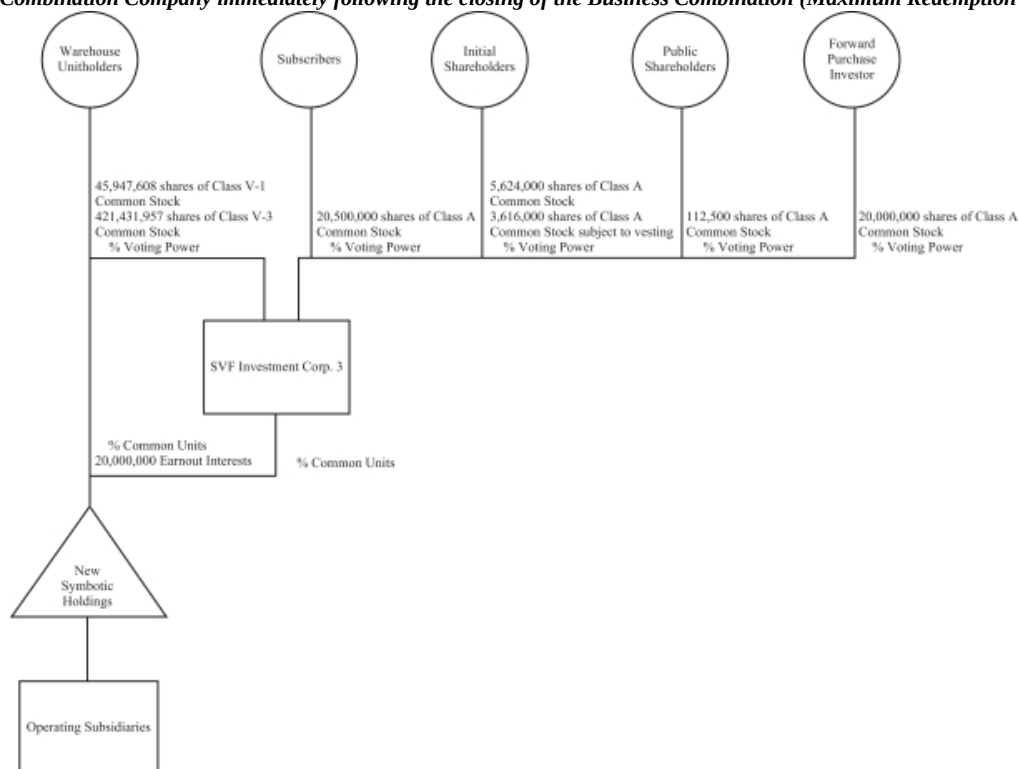 Combination Company immediately following the closing of the Business Combination (Maximum Redemption
Warehouse
Unitholders
Subscribers
Initial
Shareholders
Public
Shareholders
Forward
Purchase
Investor
45,947,608 shares of Class V-1
Common Stock
421,431,957 shares of Class V-3
Common Stock
% Voting Power
20,500,000 shares of Class A
Common Stock
% Voting Power
5,624,000 shares of Class A
Common Stock
3,616,000 shares of Class A
Common Stock subject to vesting
% Voting Power
112,500 shares of Class A
Common Stock
% Voting Power
20,000,000 shares of Class A
Common Stock
% Voting Power
SVF Investment Corp. 3
% Common Units
20,000,000 Earnout Interests
% Common Units
New
Symbotic
Holdings
Operating Subsidiaries